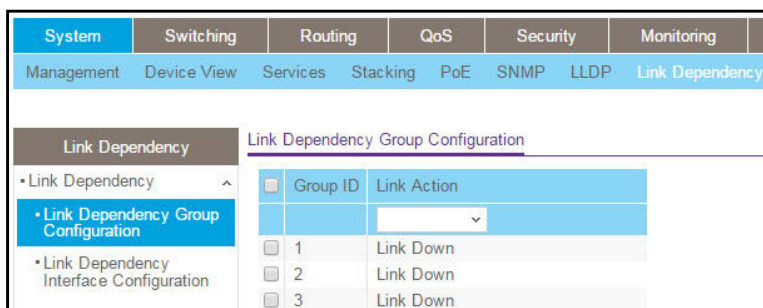 System Switching Routing QoS Security Monitoring
Management Device View Services Stacking PoE SNMP LLDP Link Dependency
Link Dependency
Link Dependency
Link Dependency Group
Configuration
Link Dependency
Interface Configuration
Link Dependency Group Configuration
Group ID Link Action
1 Link Down
2 Link Down
3 Link Down